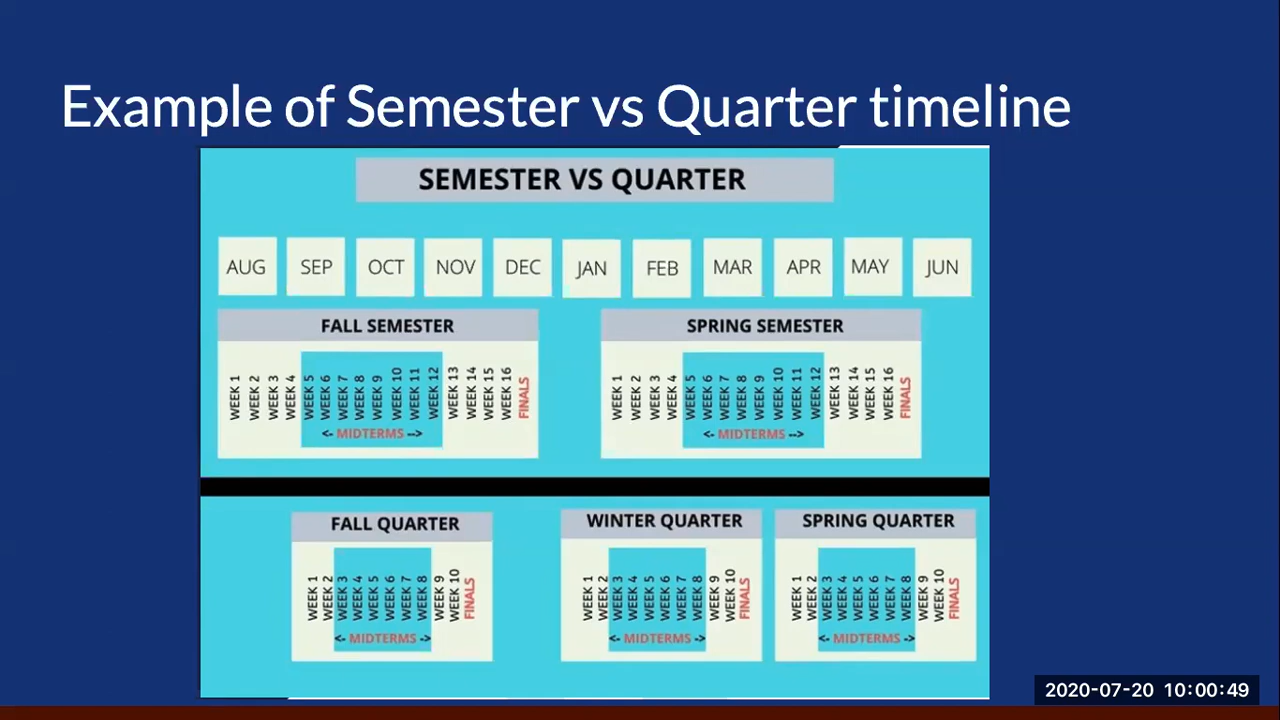 Example of Semester vs Quarter timeline
SEMESTER VS QUARTER
AUG SEP OCT NOV DEC JAN FEB MAR APR MAY JUN
FALL SEMESTER
WEEK 1
WEEK 2
WEEK 3
WEEK 4
WEEK 5
WEEK 6
WEEK 7
WEEK 8
WEEK 9
WEEK 10
WEEK 11
WEEK 12
WEEK 13
WEEK 14
WEEK 15
WEEK 16
FINALS
<- MIDTERMS -->
SPRING SEMESTER
WEEK 1
WEEK 2
WEEK 3
WEEK 4
WEEK 5
WEEK 6
WEEK 7
WEEK 8
WEEK 9
WEEK 10
WEEK 11
WEEK 12
WEEK 13
WEEK 14
WEEK 15
WEEK 16
FINALS
<- MIDTERMS -->
FALL QUARTER
WEEK 1
WEEK 2
WEEK 3
WEEK 4
WEEK 5
WEEK 6
WEEK 7
WEEK 8
WEEK 9
WEEK 10
FINALS
<- MIDTERMS ->
WINTER QUARTER
WEEK 1
WEEK 2
WEEK 3
WEEK 4
WEEK 5
WEEK 6
WEEK 7
WEEK 8
WEEK 9
WEEK 10
FINALS
<- MIDTERMS ->
SPRING QUARTER
WEEK 1
WEEK 2
WEEK 3
WEEK 4
WEEK 5
WEEK 6
WEEK 7
WEEK 8
WEEK 9
WEEK 10
FINALS
<- MIDTERMS ->
2020-07-20 10:00:49